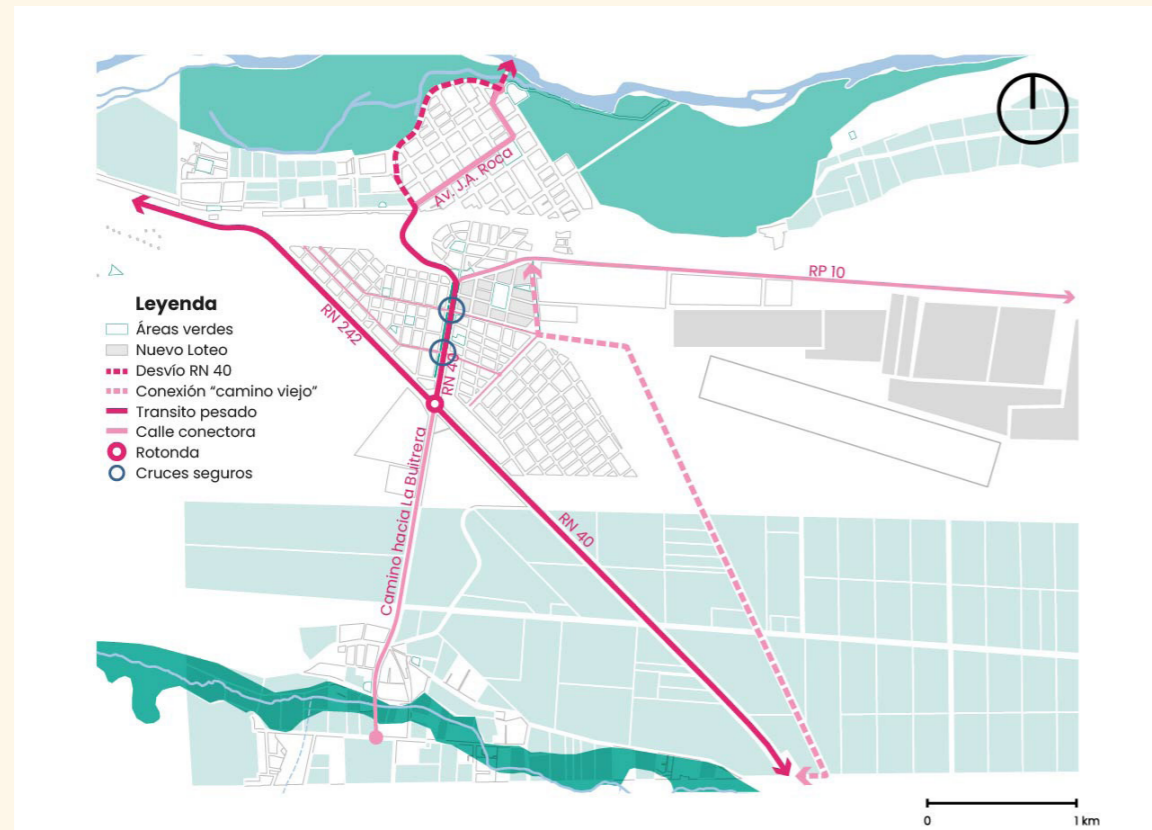 Av. J.A. Roca
RP 10
Leyenda
Áreas verdes
Nuevo Loteo
Desvío RN 40
Conexión “camino viejo”
Transito pesado
Calle conectora
Rotonda
Cruces seguros
RN 242
RN 40
Camino hacia La Buitrera
RN 40
0
1 km